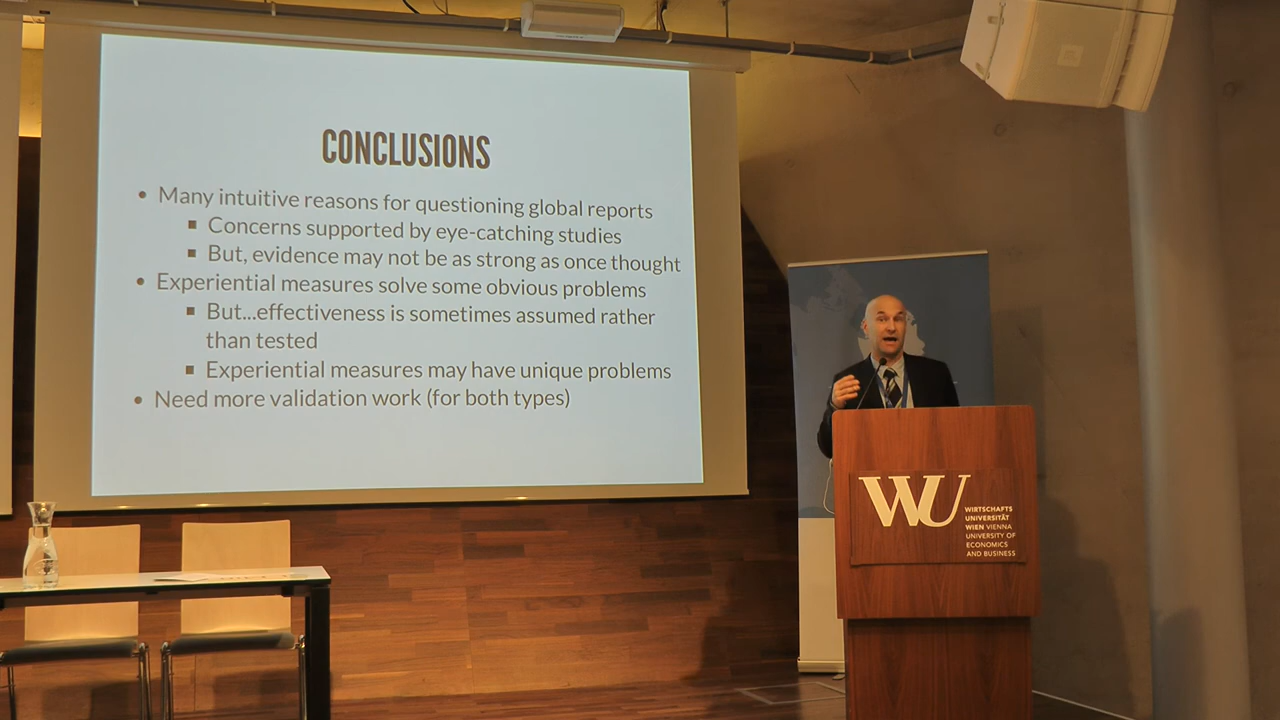 CONCLUSIONS
• Many intuitive reasons for questioning global reports
▪ Concerns supported by eye-catching studies
▪ But, evidence may not be as strong as once thought
• Experiential measures solve some obvious problems
▪ But...effectiveness is sometimes assumed rather
than tested
▪ Experiential measures may have unique problems
• Need more validation work (for both types)
WU
WIRTSCHAFTS
UNIVERSITÄT
WIEN VIENNA
UNIVERSITY OF
ECONOMICS
AND BUSINESS